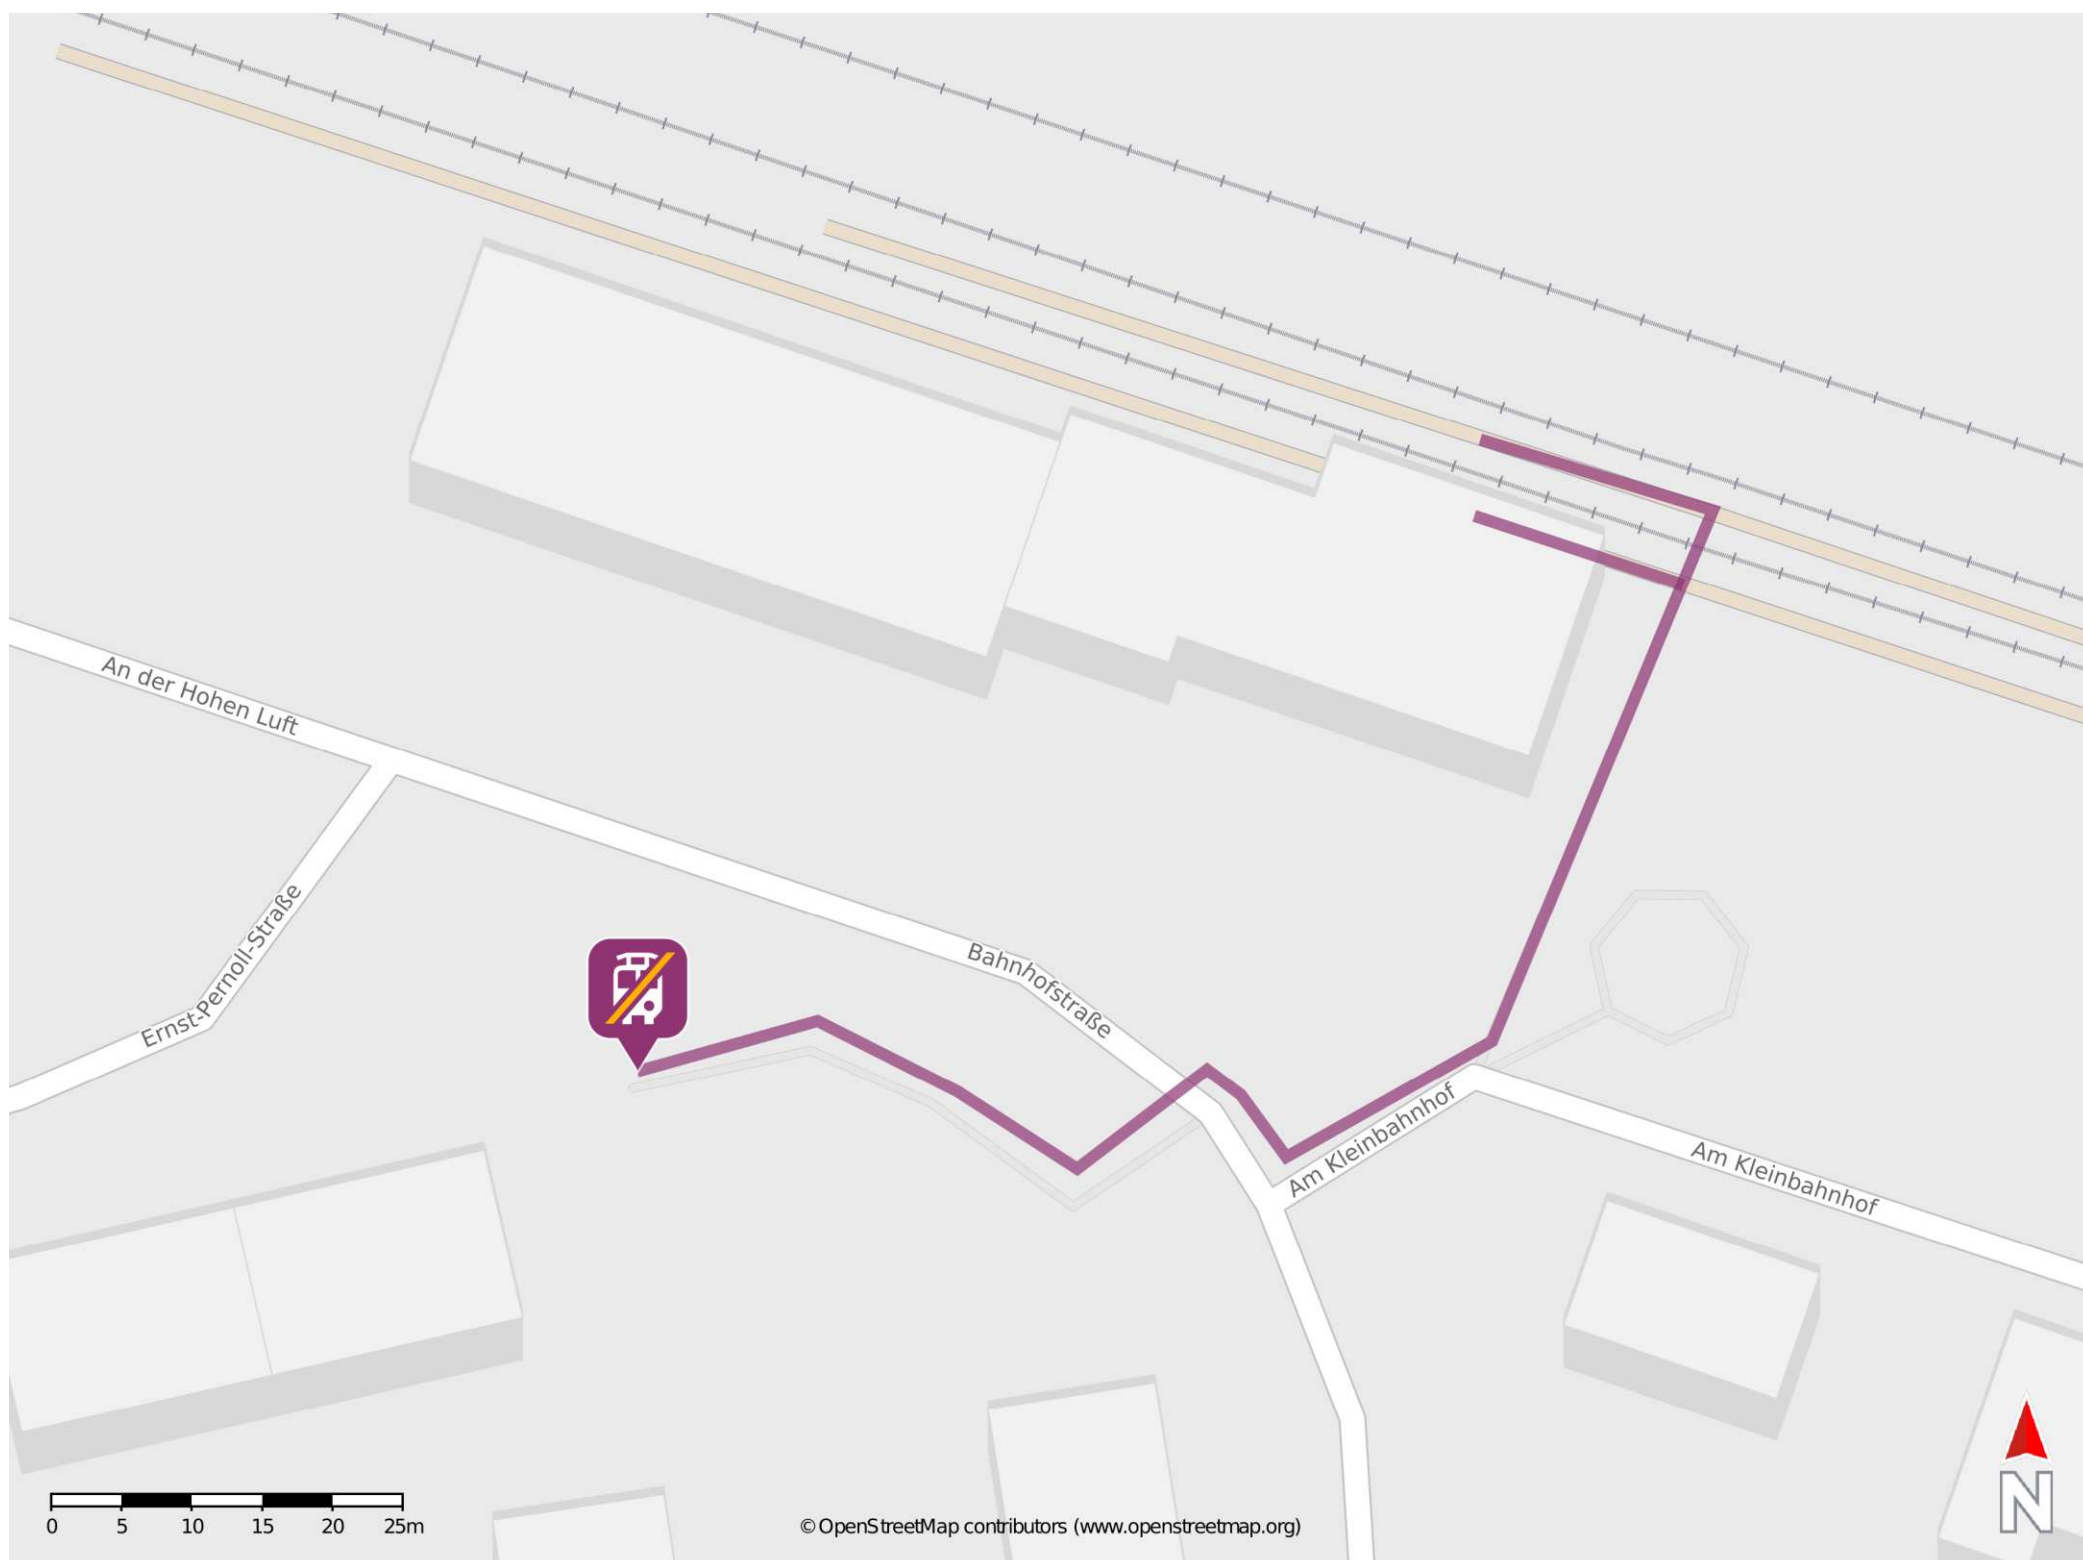 An der Hohen Luft
Ernst-Pernoll-Straße
Bahnhofstraße
Am Kleinbahnhof
Am Kleinbahnhof
0 5 10 15 20 25m
© OpenStreetMap contributors (www.openstreetmap.org)
N